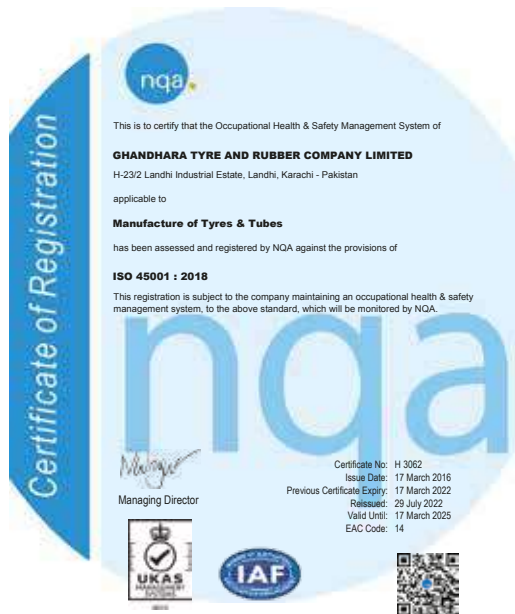 Certificate of Registration
nqa.
This is to certify that the Occupational Health & Safety Management System of
GHANDHARA TYRE AND RUBBER COMPANY LIMITED
H-23/2 Landhi Industrial Estate, Landhi, Karachi - Pakistan
applicable to
Manufacture of Tyres & Tubes
has been assessed and registered by NQA against the provisions of
ISO 45001 : 2018
This registration is subject to the company maintaining an occupational health & safety
management system, to the above standard, which will be monitored by NQA.
nqa
Managing Director
Certificate No: H 3062
Issue Date: 17 March 2016
Previous Certificate Expiry: 17 March 2022
Reissued: 29 July 2022
Valid Until: 17 March 2025
EAC Code: 14
UKAS
MANAGEMENT
SYSTEMS
IAF